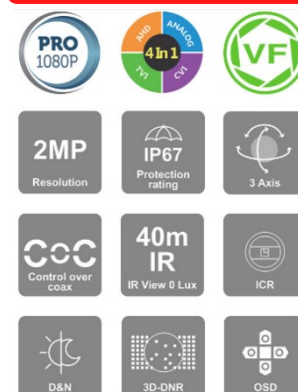 PRO
1080P
AHD
ANALOG
4In1
TVI
CVI
VF
2MP
Resolution
IP67
Protection
rating
3 Axis
CoC
Control over
coax
40m
IR
IR View 0 Lux
ICR
D&N
3D-DNR
OSD